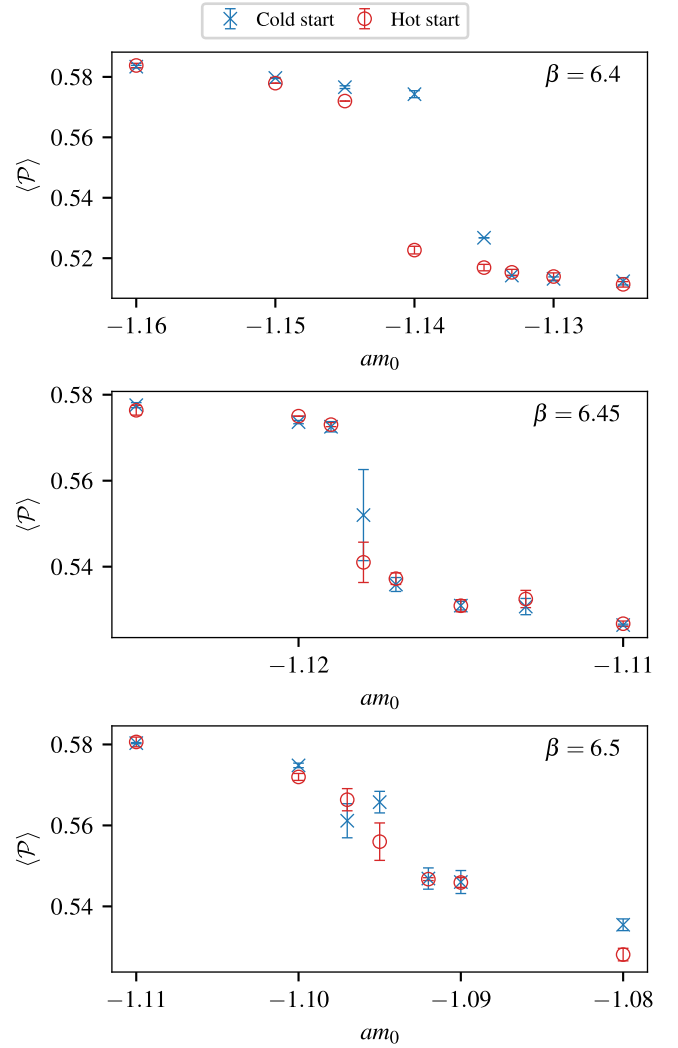 Cold start Hot start
β = 6.4
0.58
0.56
0.54
0.52
⟨𝒫⟩
−1.16 −1.15 −1.14 −1.13
am₀
β = 6.45
0.58
0.56
0.54
⟨𝒫⟩
−1.12 −1.11
am₀
β = 6.5
0.58
0.56
0.54
⟨𝒫⟩
−1.11 −1.10 −1.09 −1.08
am₀